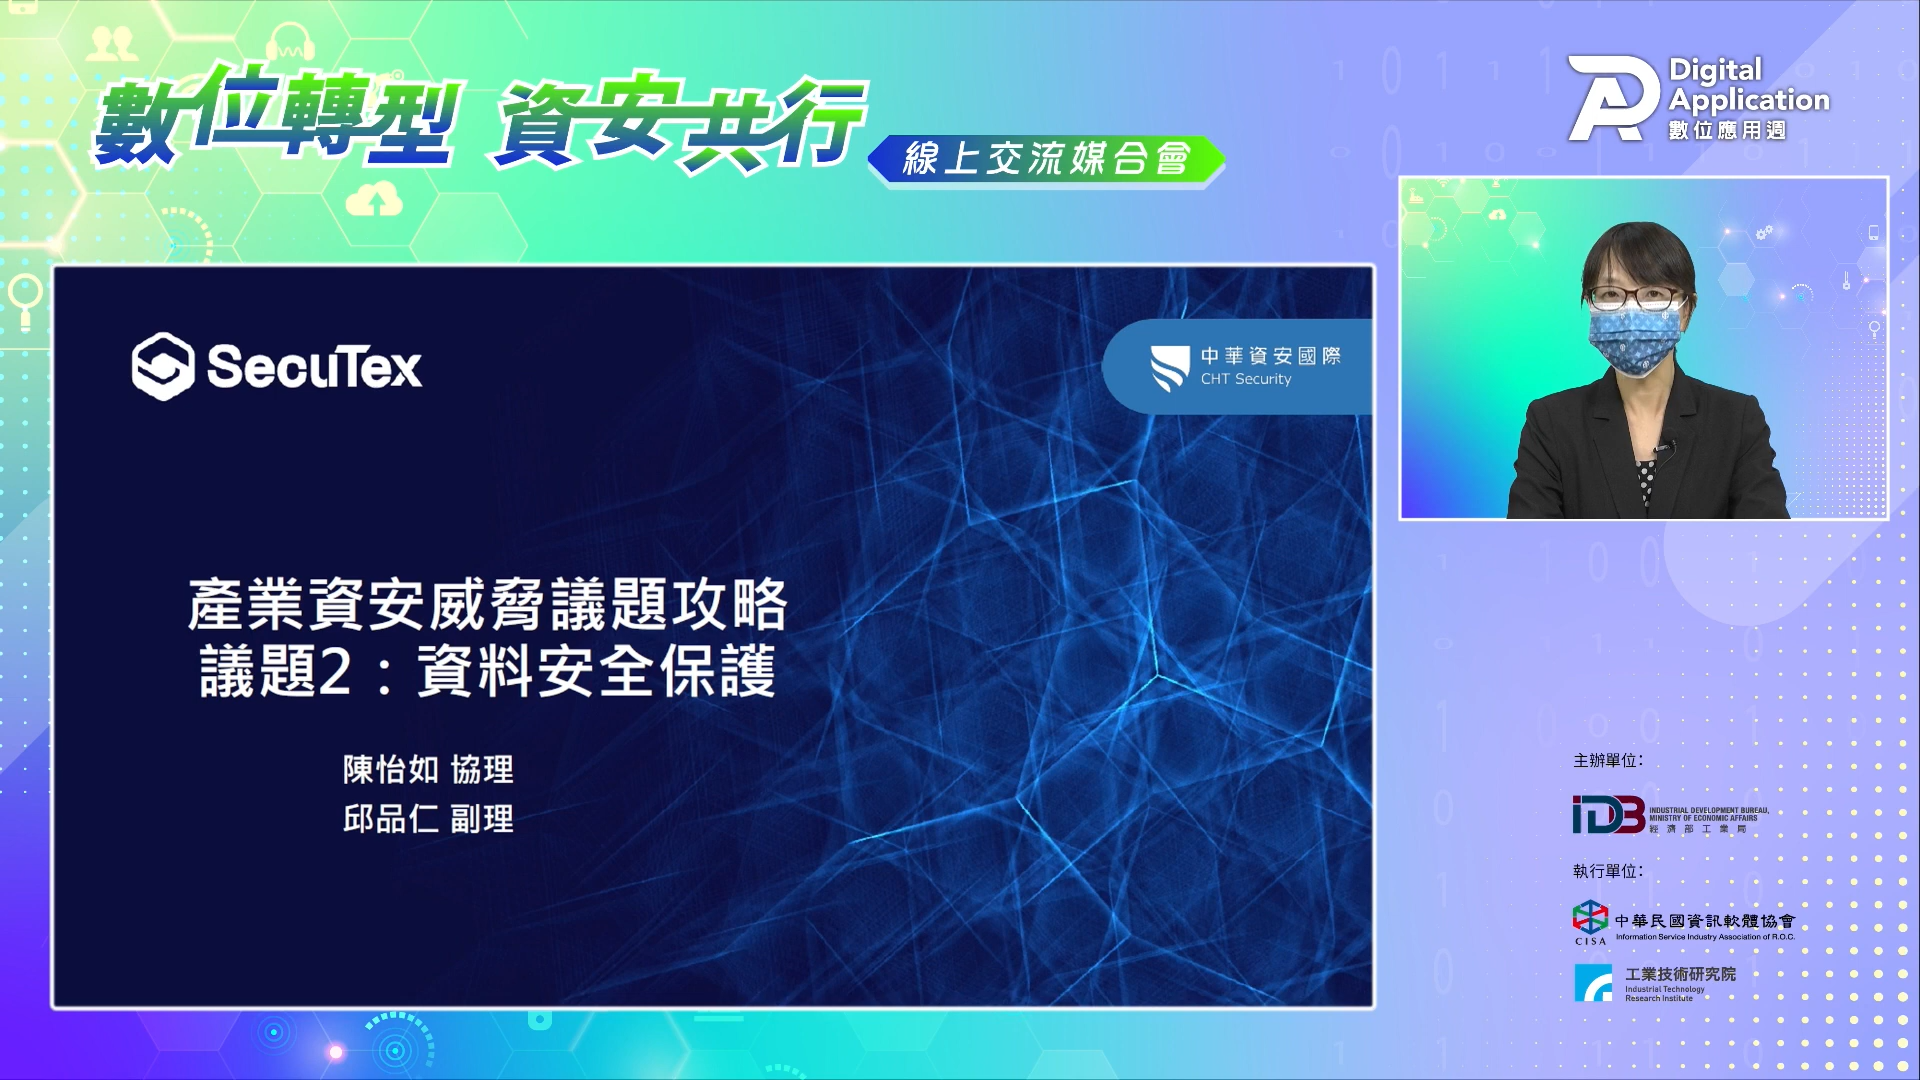 數位轉型 資安共行
線上交流媒合會
Digital
Application
數位應用週
SecuTex
中華資安國際
CHT Security
產業資安威脅議題攻略
議題2：資料安全保護
陳怡如 協理
邱品仁 副理
主辦單位：
IDB
INDUSTRIAL DEVELOPMENT BUREAU,
MINISTRY OF ECONOMIC AFFAIRS
經濟部工業局
執行單位：
CISA
中華民國資訊軟體協會
Information Service Industry Association of R.O.C.
工業技術研究院
Industrial Technology
Research Institute